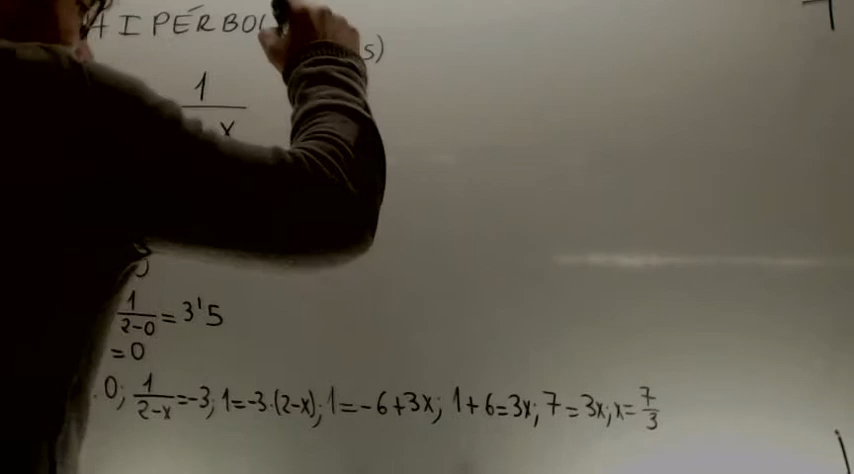 HIPÉRBOL
s)
1
x
1/(2-0) = 3'5
= 0
0; 1/(2-x) = -3; 1 = -3·(2-x); 1 = -6+3x; 1+6 = 3x; 7 = 3x; x = 7/3